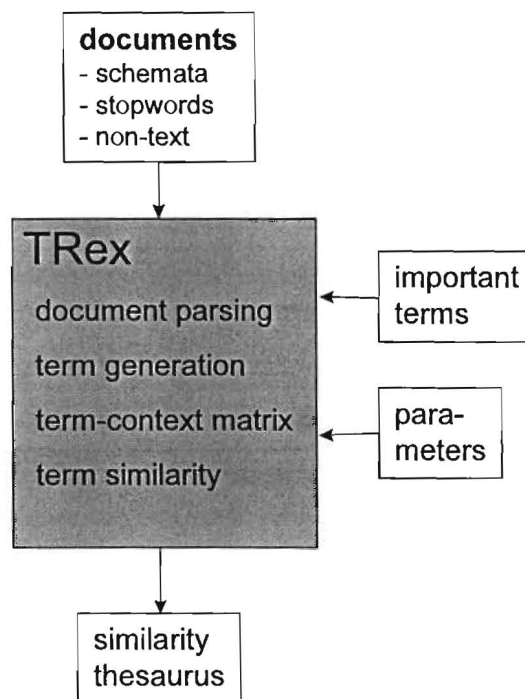 documents
- schemata
- stopwords
- non-text
TRex
document parsing
term generation
term-context matrix
term similarity
important
terms
para-
meters
similarity
thesaurus